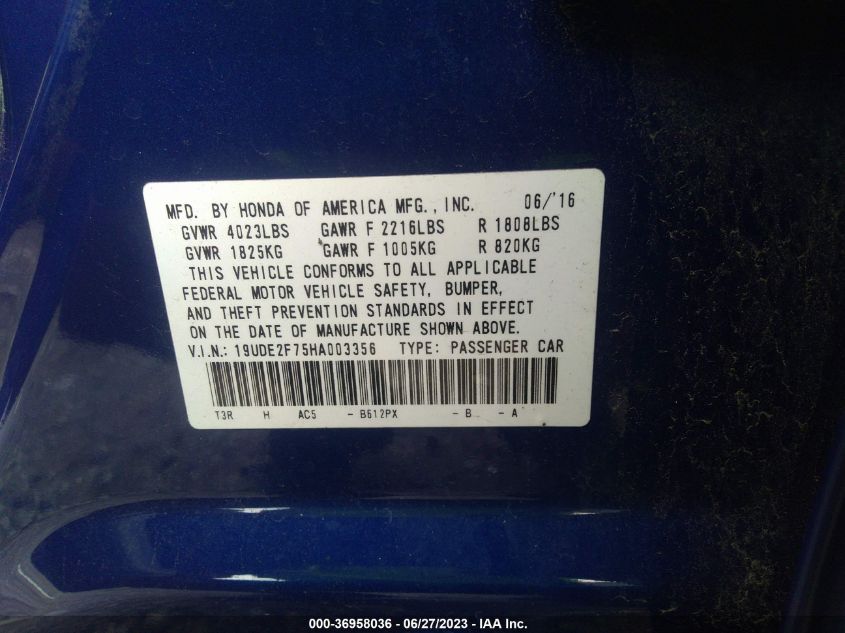 MFD. BY HONDA OF AMERICA MFG., INC. 06/'16
GVWR 4023LBS GAWR F 2216LBS R 1808LBS
GVWR 1825KG GAWR F 1005KG R 820KG
THIS VEHICLE CONFORMS TO ALL APPLICABLE
FEDERAL MOTOR VEHICLE SAFETY, BUMPER,
AND THEFT PREVENTION STANDARDS IN EFFECT
ON THE DATE OF MANUFACTURE SHOWN ABOVE.
V.I.N.: 19UDE2F75HA003356 TYPE: PASSENGER CAR
T3R H AC5 - B612PX - B - A
000-36958036 - 06/27/2023 - IAA Inc.